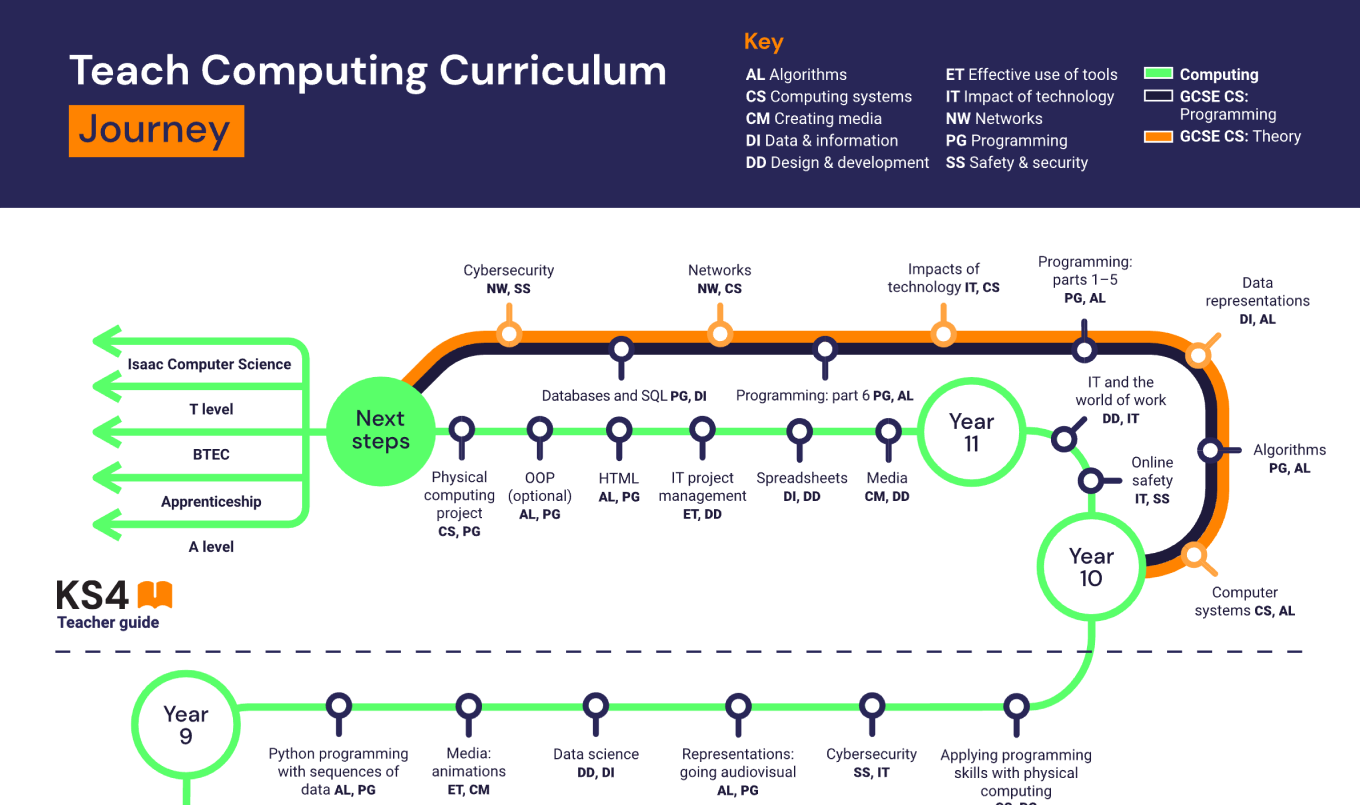 Teach Computing Curriculum
Journey
Key
AL Algorithms
CS Computing systems
CM Creating media
DI Data & information
DD Design & development
ET Effective use of tools
IT Impact of technology
NW Networks
PG Programming
SS Safety & security
Computing
GCSE CS:
Programming
GCSE CS: Theory
Cybersecurity
NW, SS
Networks
NW, CS
Impacts of
technology IT, CS
Programming:
parts 1–5
PG, AL
Data
representations
DI, AL
Isaac Computer Science
T level
BTEC
Apprenticeship
A level
Next
steps
Databases and SQL PG, DI
Programming: part 6 PG, AL
Year
11
IT and the
world of work
DD, IT
Algorithms
PG, AL
Online
safety
IT, SS
Physical
computing
project
CS, PG
OOP
(optional)
AL, PG
HTML
AL, PG
IT project
management
ET, DD
Spreadsheets
DI, DD
Media
CM, DD
Year
10
Computer
systems CS, AL
KS4
Teacher guide
Year
9
Python programming
with sequences of
data AL, PG
Media:
animations
ET, CM
Data science
DD, DI
Representations:
going audiovisual
AL, PG
Cybersecurity
SS, IT
Applying programming
skills with physical
computing